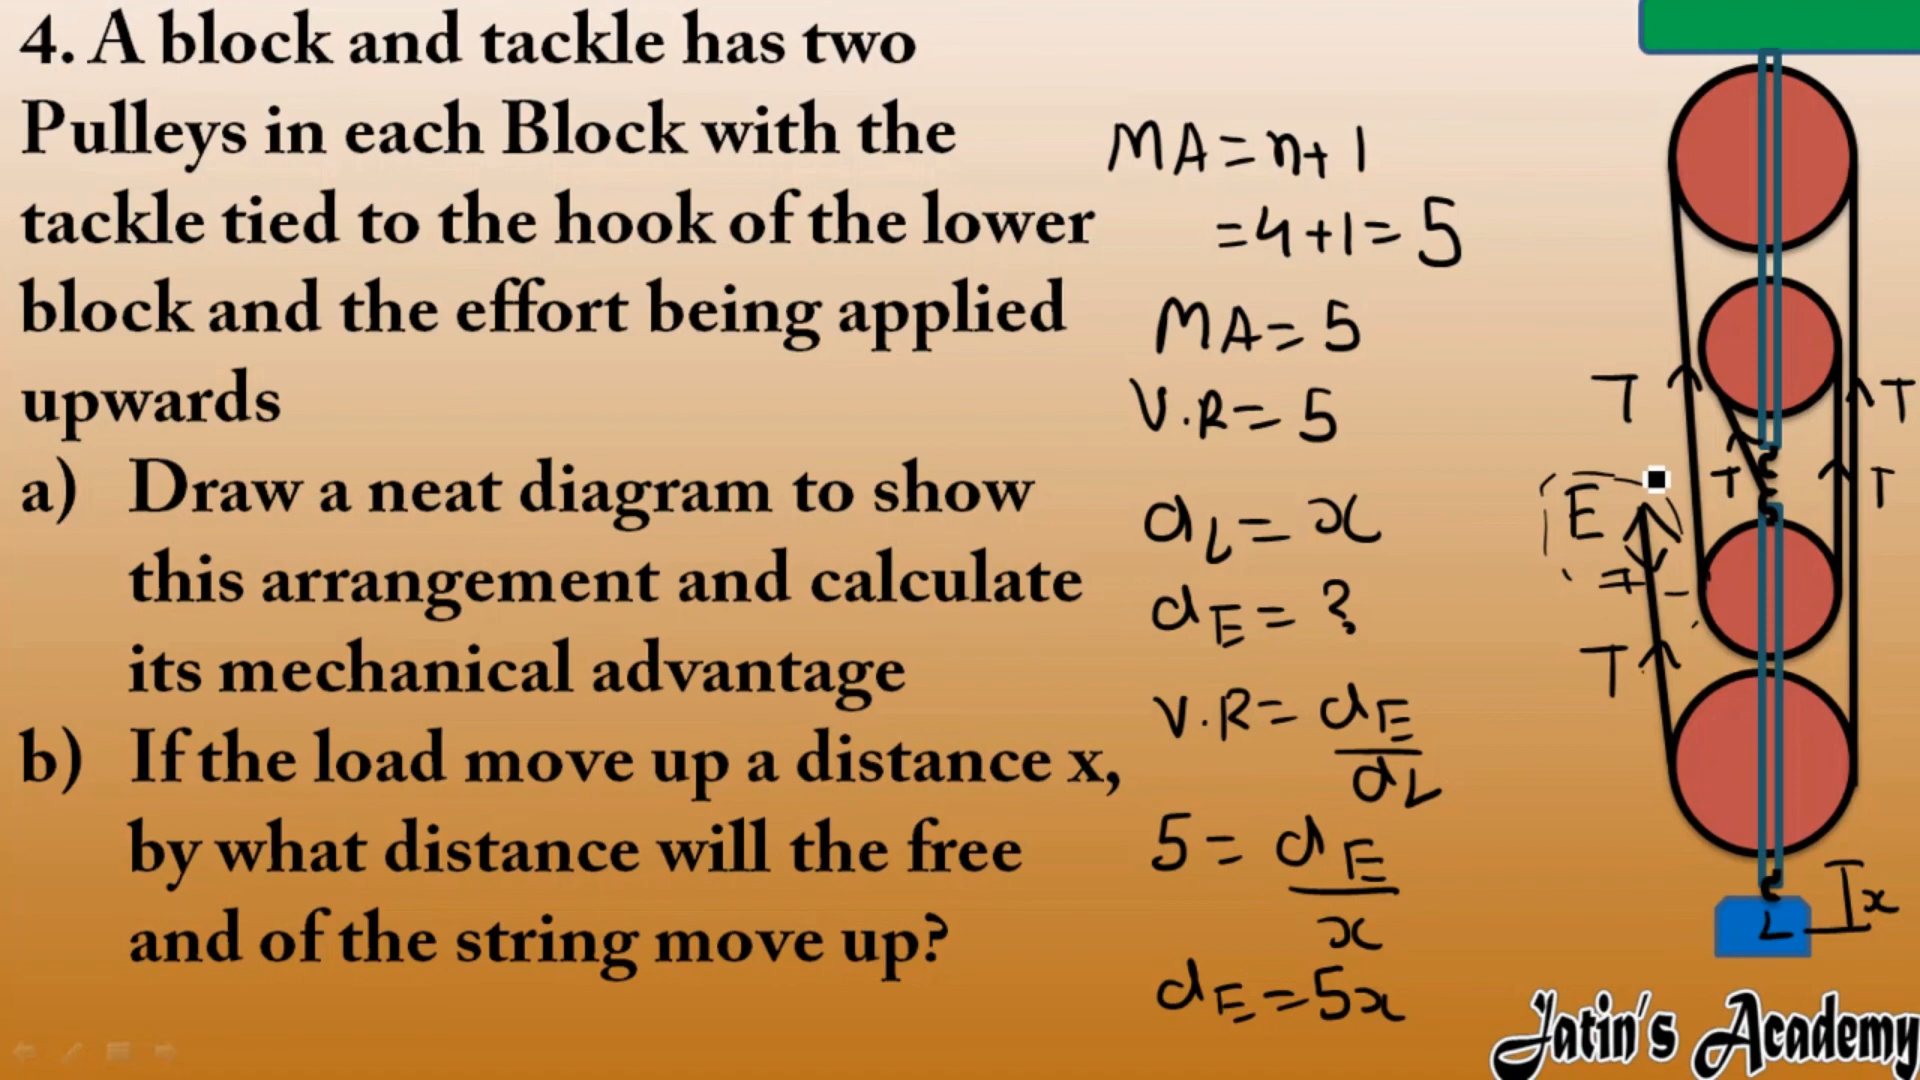 4. A block and tackle has two
Pulleys in each Block with the
tackle tied to the hook of the lower
block and the effort being applied
upwards
a) Draw a neat diagram to show
this arrangement and calculate
its mechanical advantage
b) If the load move up a distance x,
by what distance will the free
and of the string move up?
MA = n+1
= 4+1 = 5
MA = 5
V.R = 5
dL = x
dE = ?
V.R = dE
dL
5 = dE
x
dE = 5x
T
T
T
T
E
T
L
x
Jatin's Academy